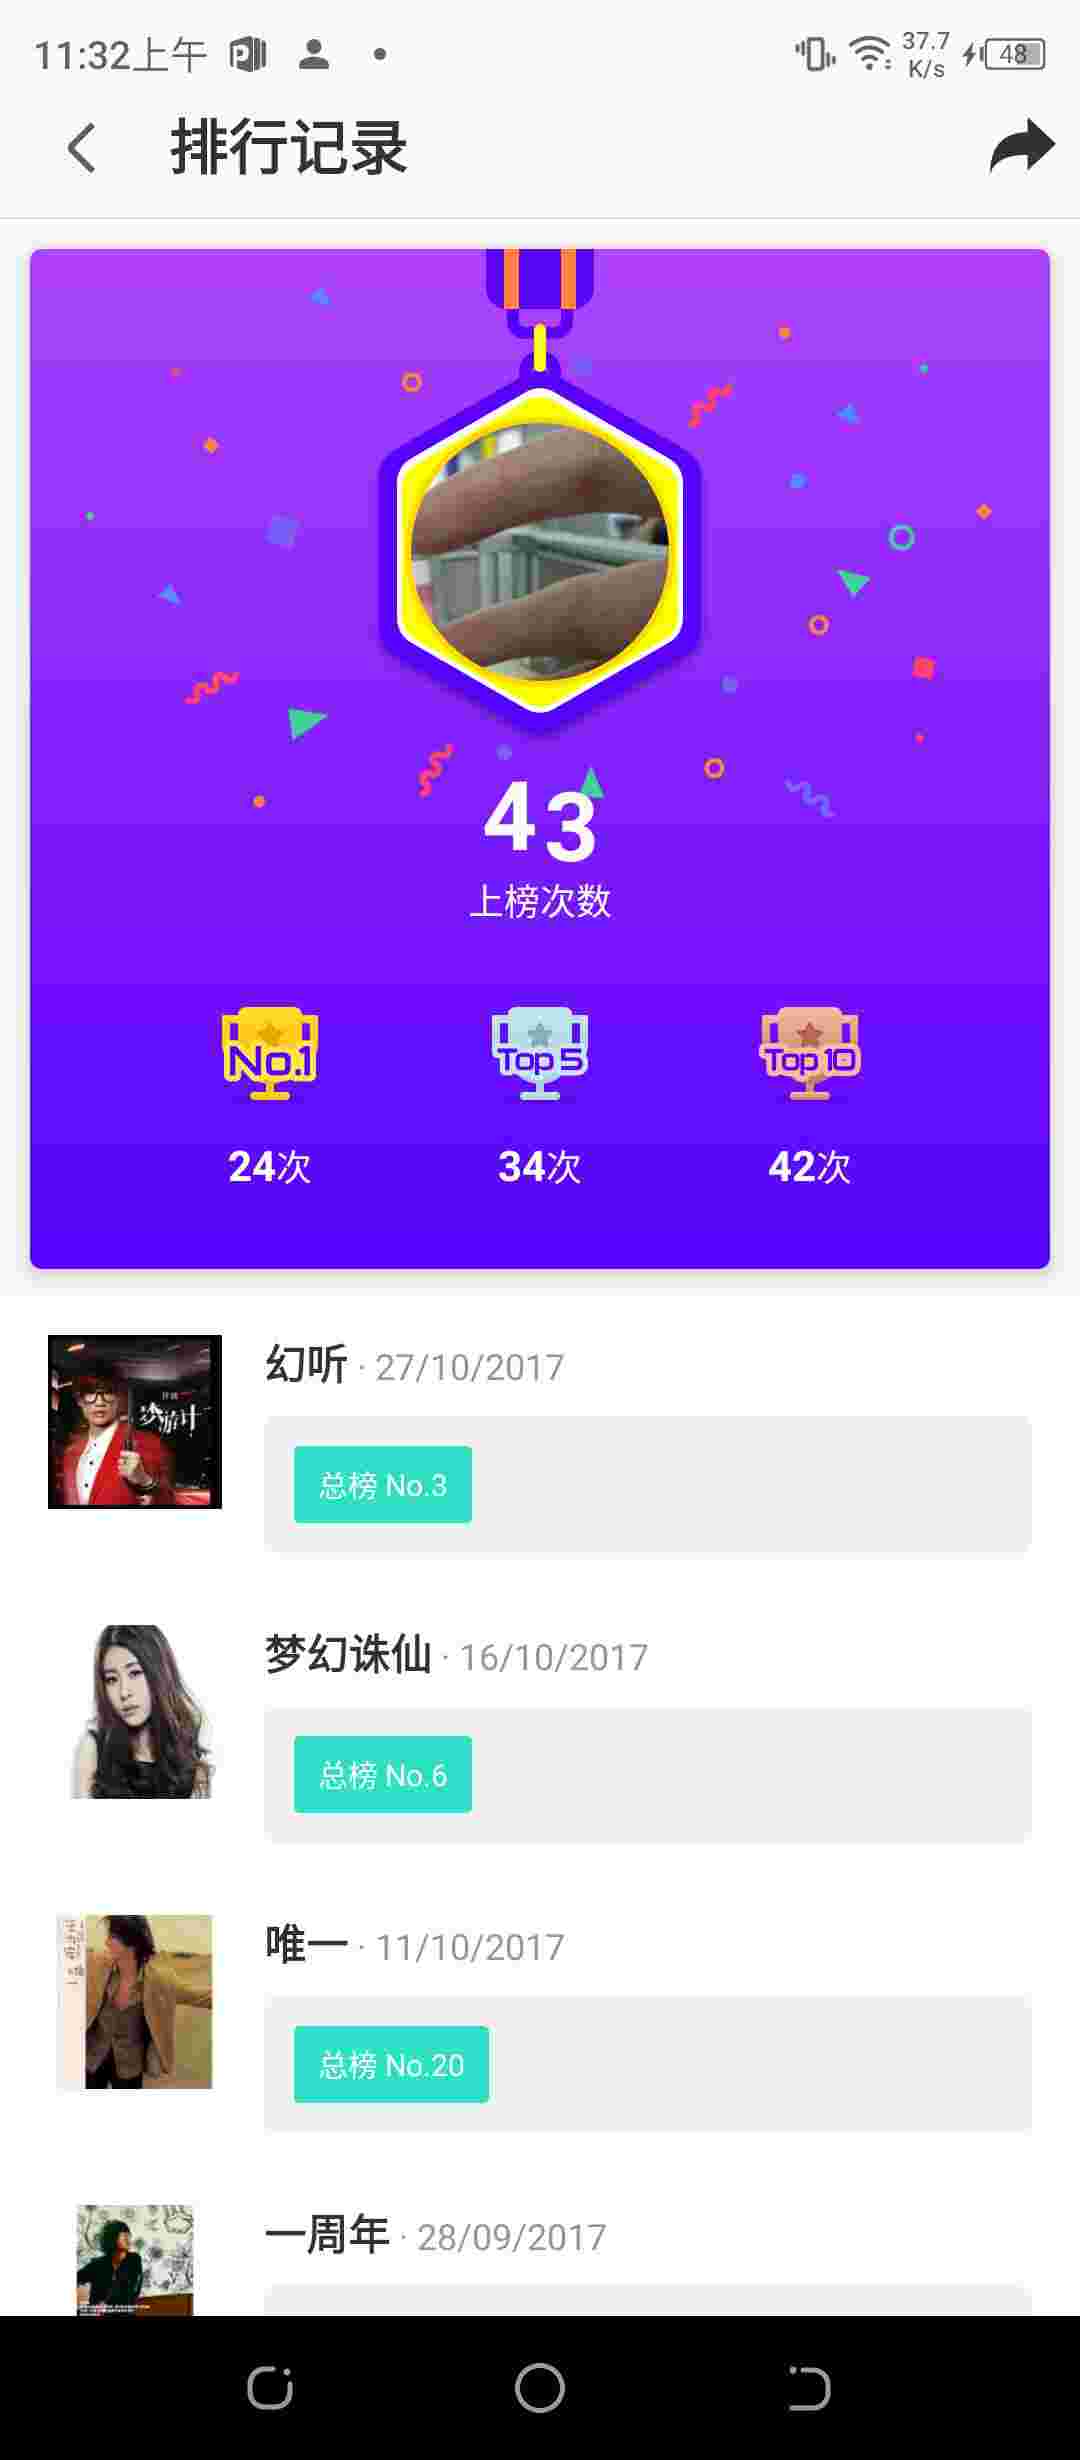 11:32上午
37.7
K/s
48
排行记录
43
上榜次数
No.1
Top 5
Top 10
24次
34次
42次
幻听 · 27/10/2017
总榜 No.3
梦幻诛仙 · 16/10/2017
总榜 No.6
唯一 · 11/10/2017
总榜 No.20
一周年 · 28/09/2017